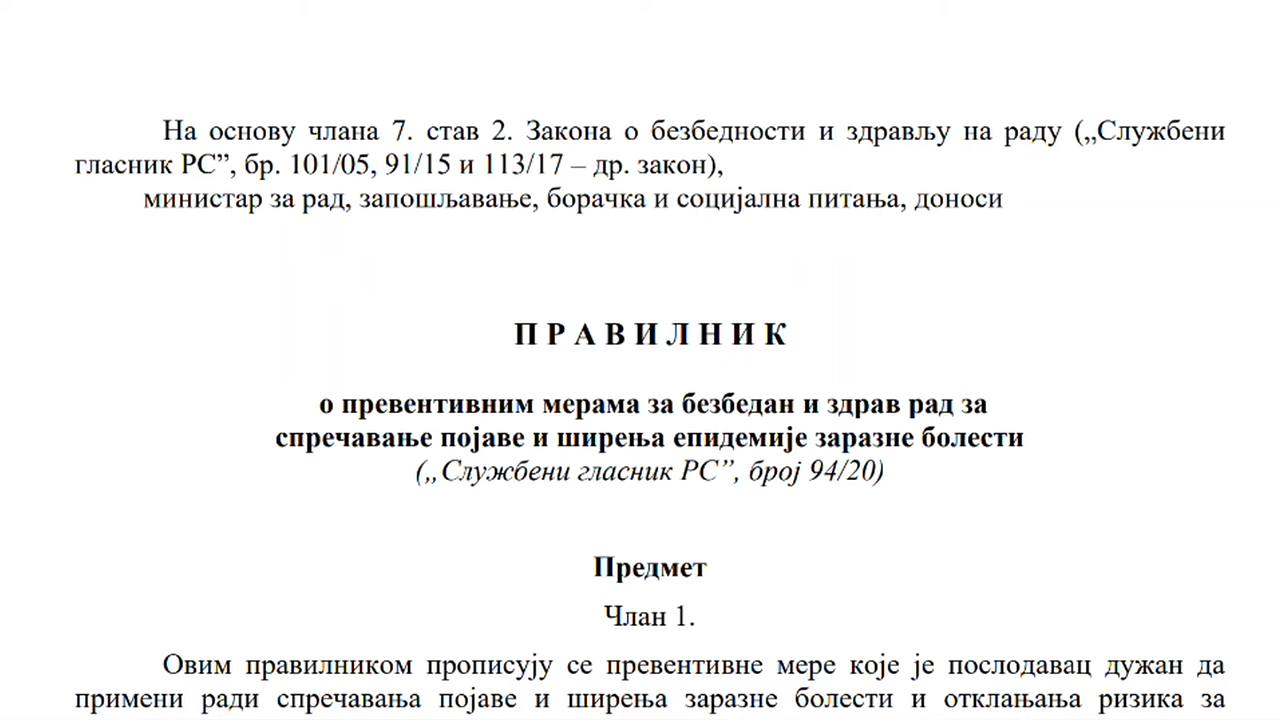 На основу члана 7. став 2. Закона о безбедности и здрављу на раду („Службени
гласник РС”, бр. 101/05, 91/15 и 113/17 – др. закон),
министар за рад, запошљавање, борачка и социјална питања, доноси
П Р А В И Л Н И К
о превентивним мерама за безбедан и здрав рад за
спречавање појаве и ширења епидемије заразне болести
(„Службени гласник РС”, број 94/20)
Предмет
Члан 1.
Овим правилником прописују се превентивне мере које је послодавац дужан да
примени ради спречавања појаве и ширења заразне болести и отклањања ризика за